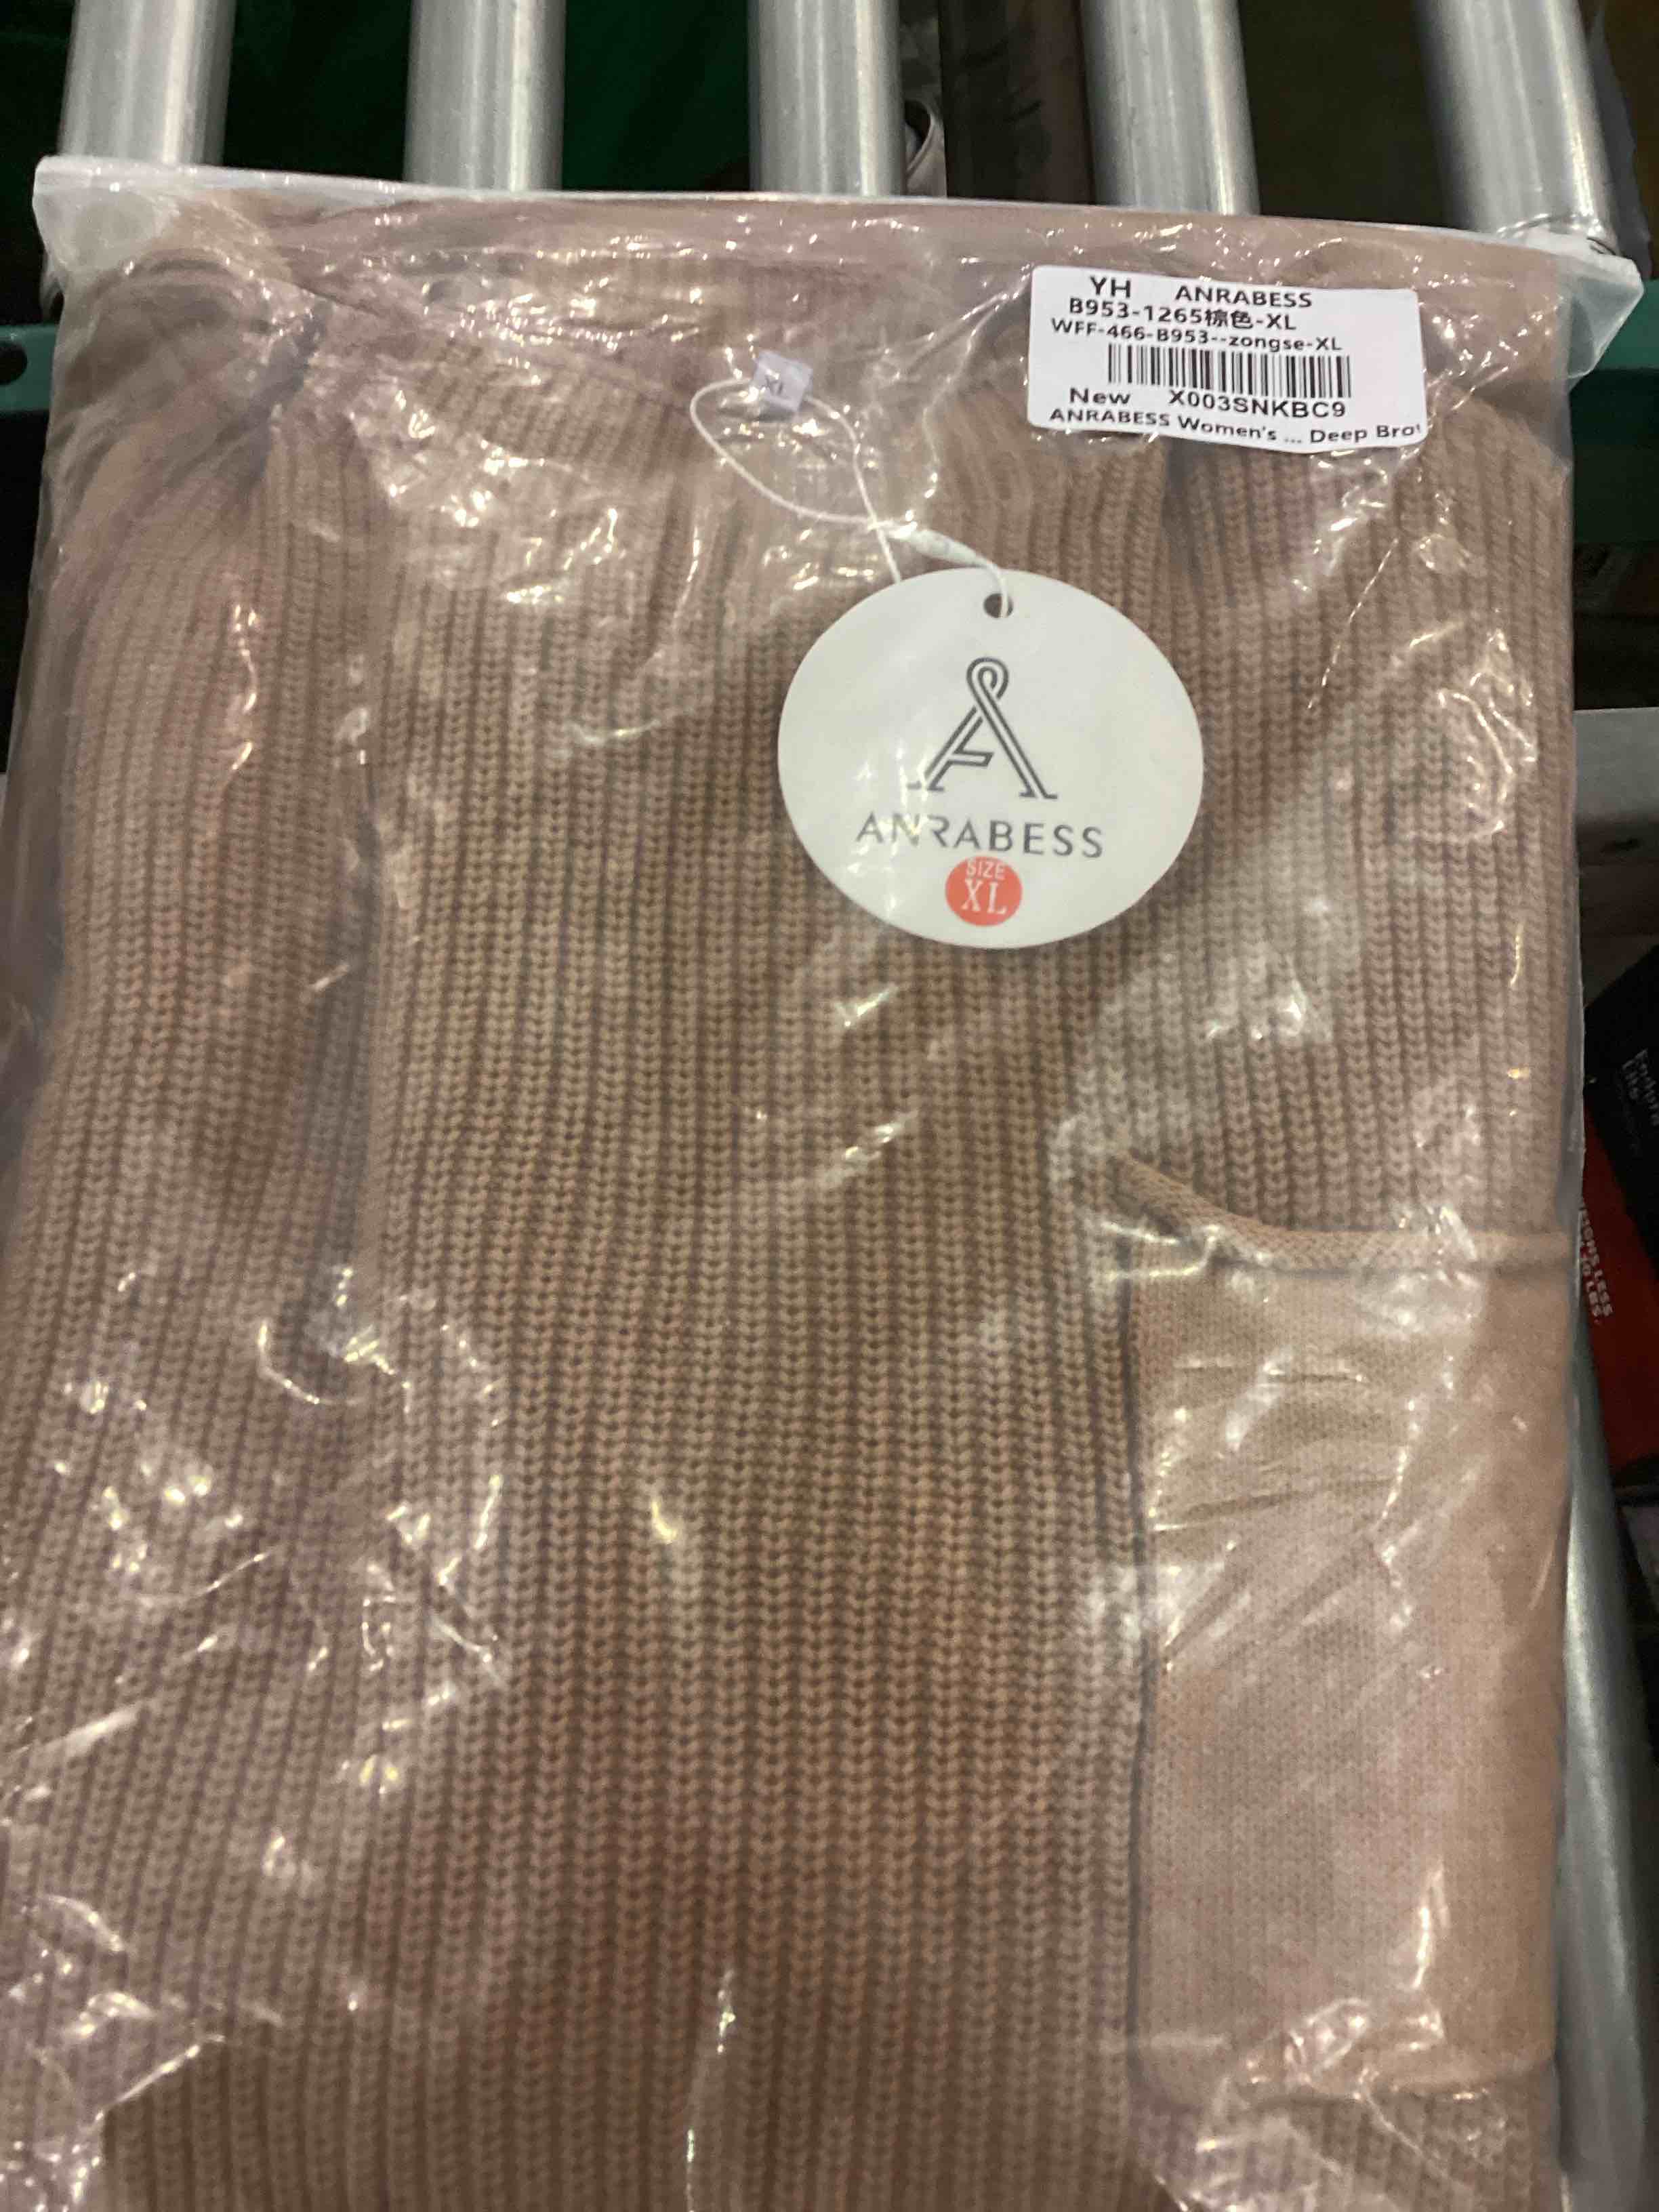 YH ANRABESS
B953-1265棕色-XL
WFF-466-B953--zongse-XL
New X003SNKBC9
ANRABESS Women's ... Deep Bro
XL
ANRABESS
SIZE
XL